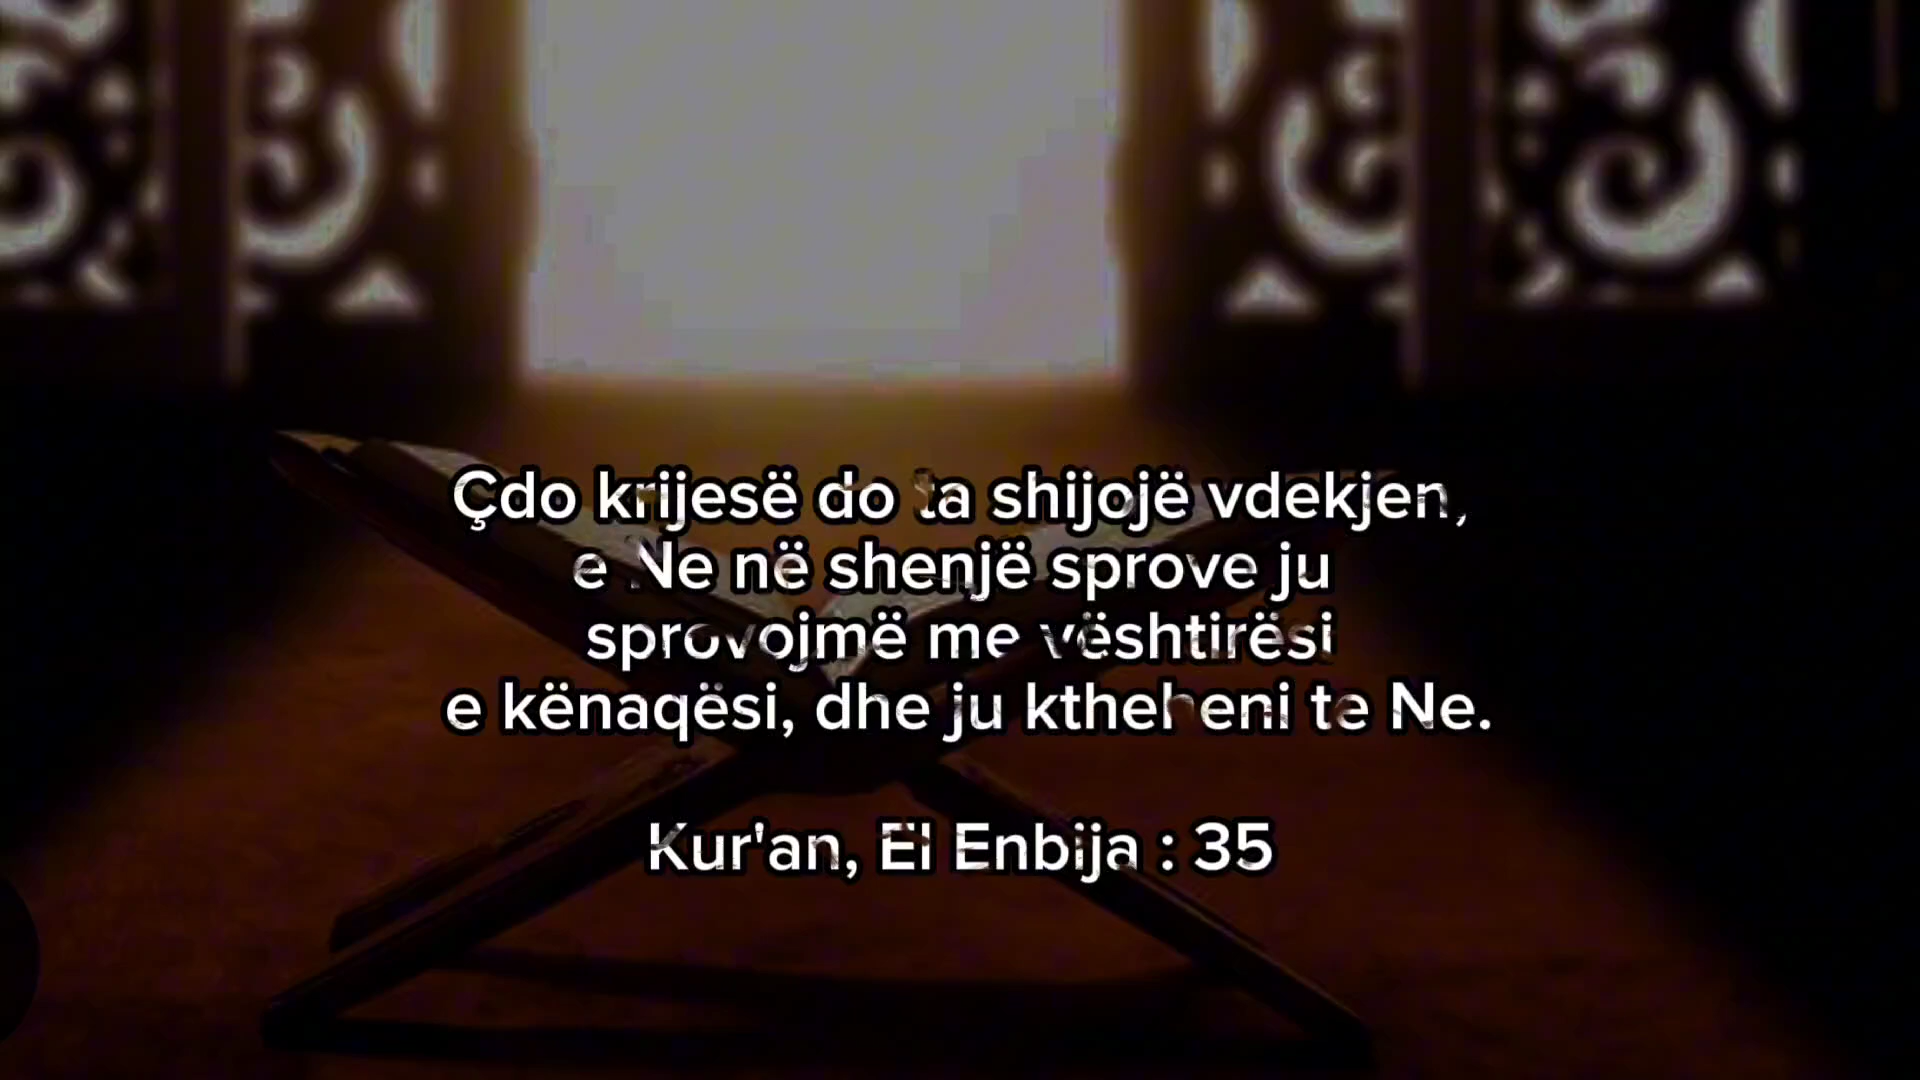 Çdo krijesë do ta shijojë vdekjen,
e Ne në shenjë sprove ju
sprovojmë me vështirësi
e kënaqësi, dhe ju ktheheni te Ne.
Kur'an, El Enbija : 35